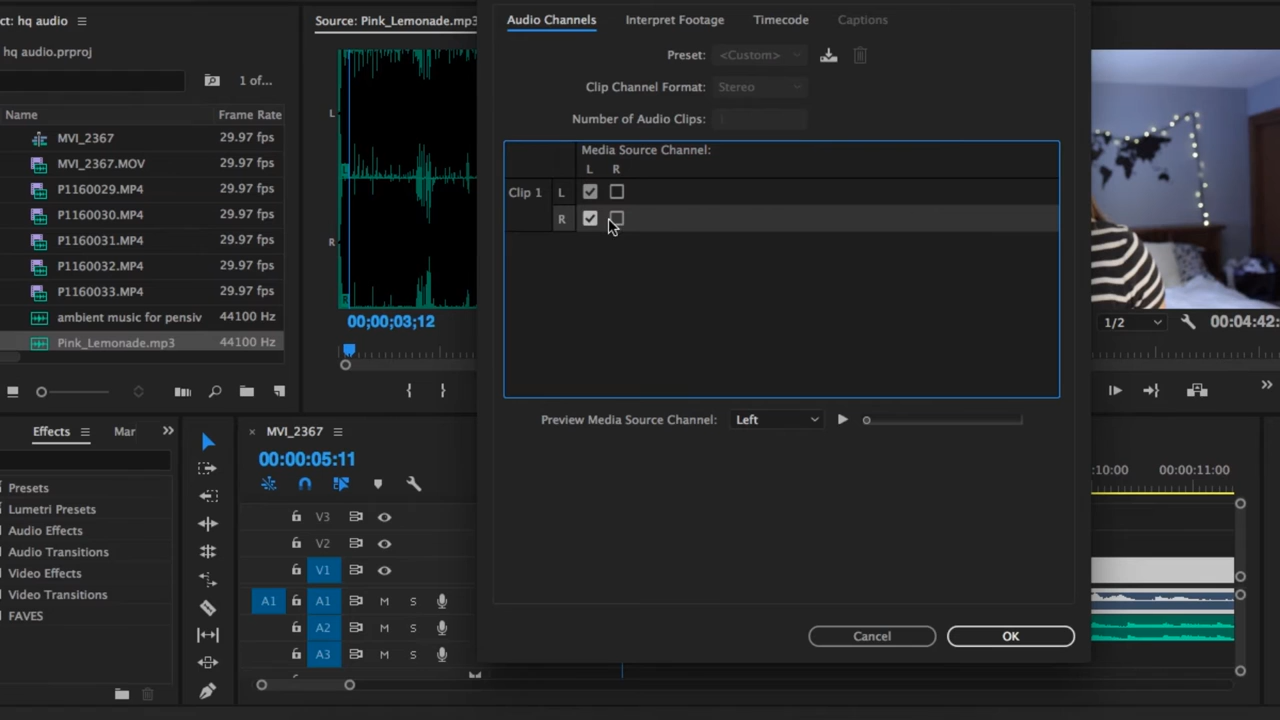 ct: hq audio
hq audio.prproj
1 of...
Name Frame Rate
MVI_2367 29.97 fps
MVI_2367.MOV 29.97 fps
P1160029.MP4 29.97 fps
P1160030.MP4 29.97 fps
P1160031.MP4 29.97 fps
P1160032.MP4 29.97 fps
P1160033.MP4 29.97 fps
ambient music for pensiv 44100 Hz
Pink_Lemonade.mp3 44100 Hz
Source: Pink_Lemonade.mp3
L
R
L
R
00;00;03;12
Audio Channels Interpret Footage Timecode Captions
Preset: <Custom>
Clip Channel Format: Stereo
Number of Audio Clips: 1
Media Source Channel:
L R
Clip 1 L
R
Preview Media Source Channel: Left
Cancel OK
1/2 00:04:42:
Effects Mar
Presets
Lumetri Presets
Audio Effects
Audio Transitions
Video Effects
Video Transitions
FAVES
× MVI_2367
00:00:05:11
V3
V2
V1
A1 A1 M S
A2 M S
A3 M S
:10:00 00:00:11:00